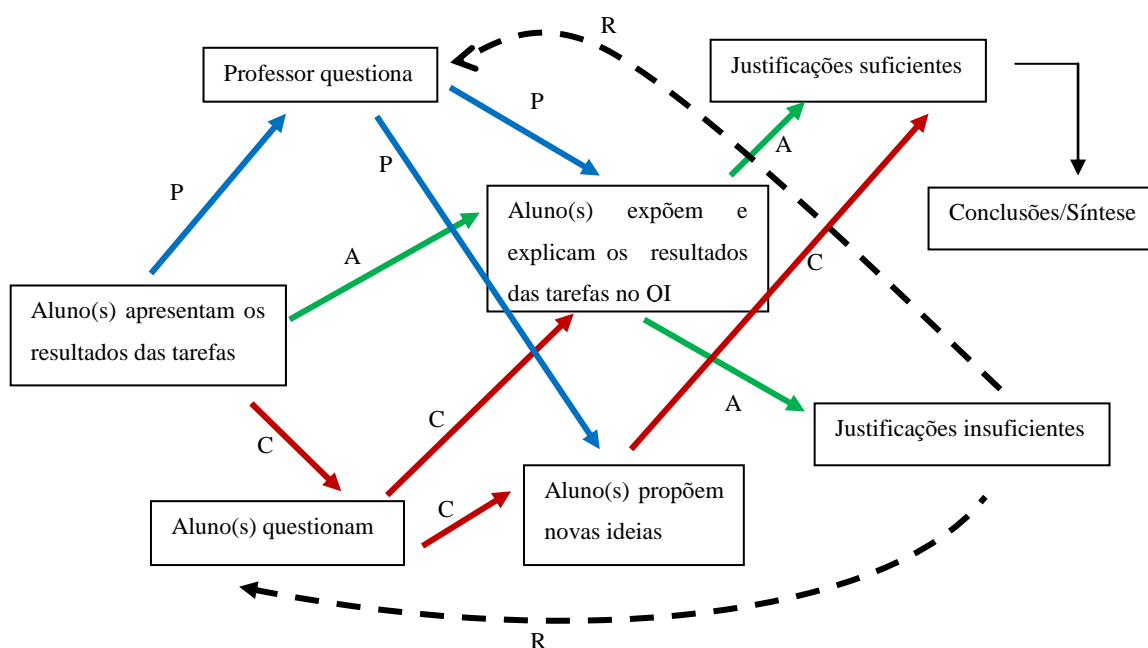 R
Professor questiona
Justificações suficientes
P
P
A
P
Aluno(s) expõem e
explicam os resultados
das tarefas no OI
Conclusões/Síntese
A
C
Aluno(s) apresentam os
resultados das tarefas
A
Justificações insuficientes
C
C
Aluno(s) propõem
novas ideias
C
Aluno(s) questionam
R